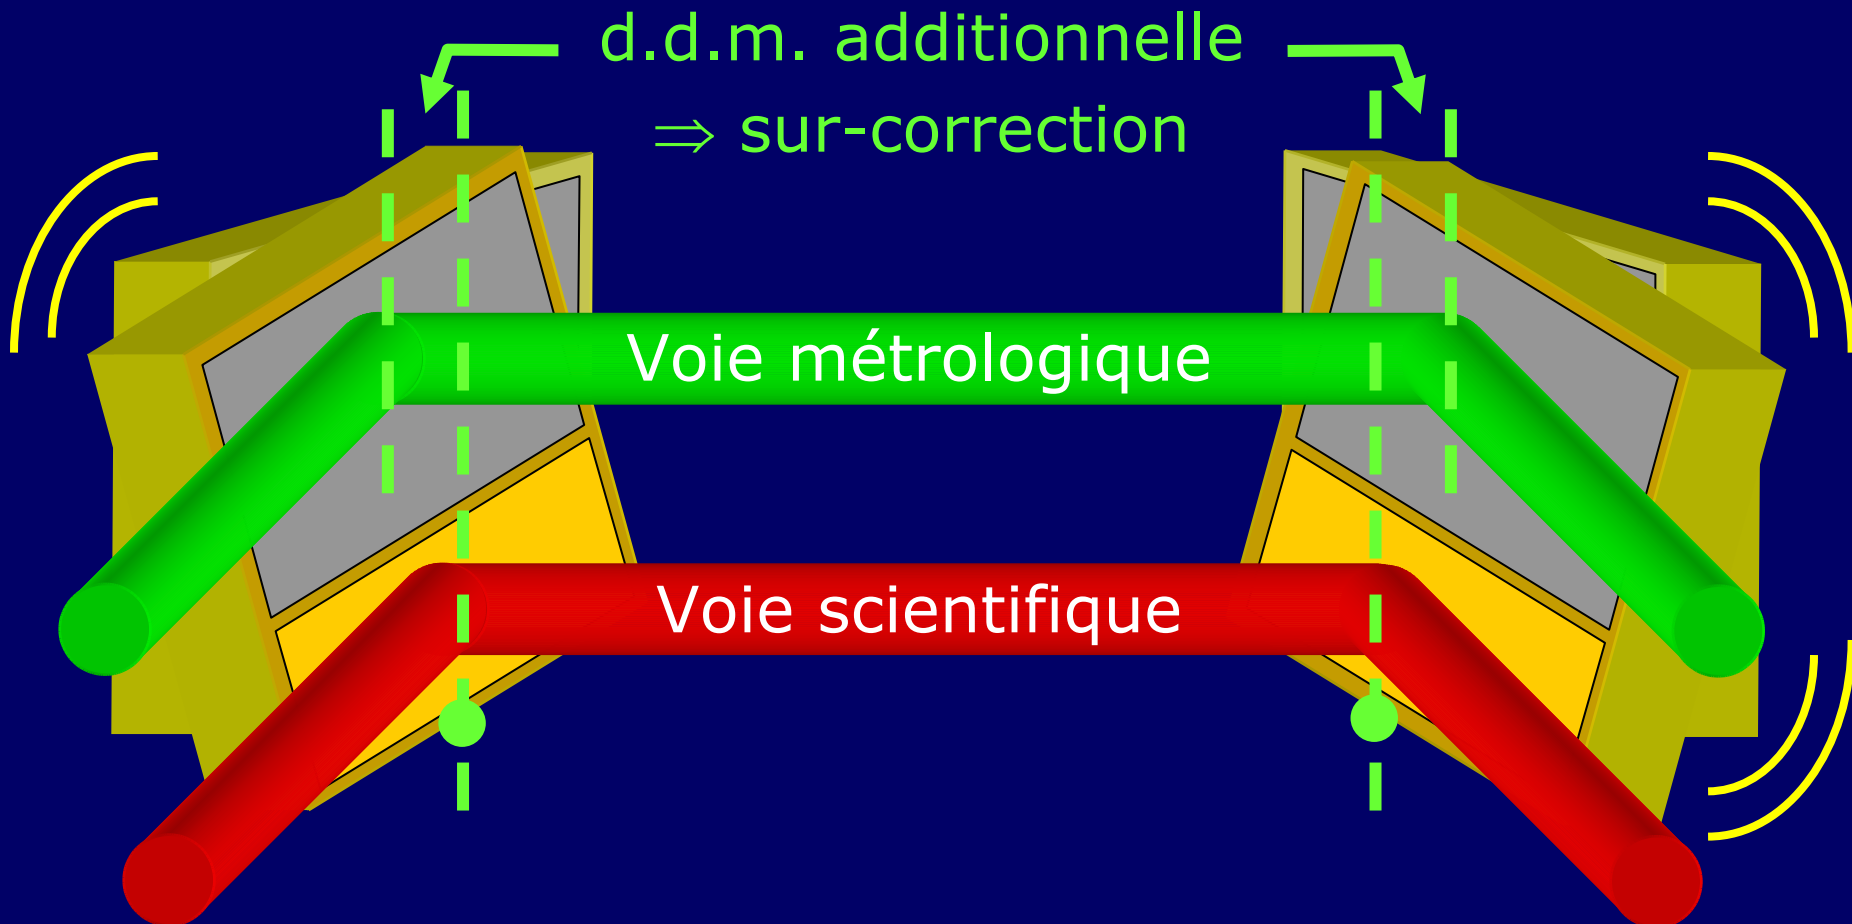 d.d.m. additionnelle
⇒ sur-correction
Voie métrologique
Voie scientifique